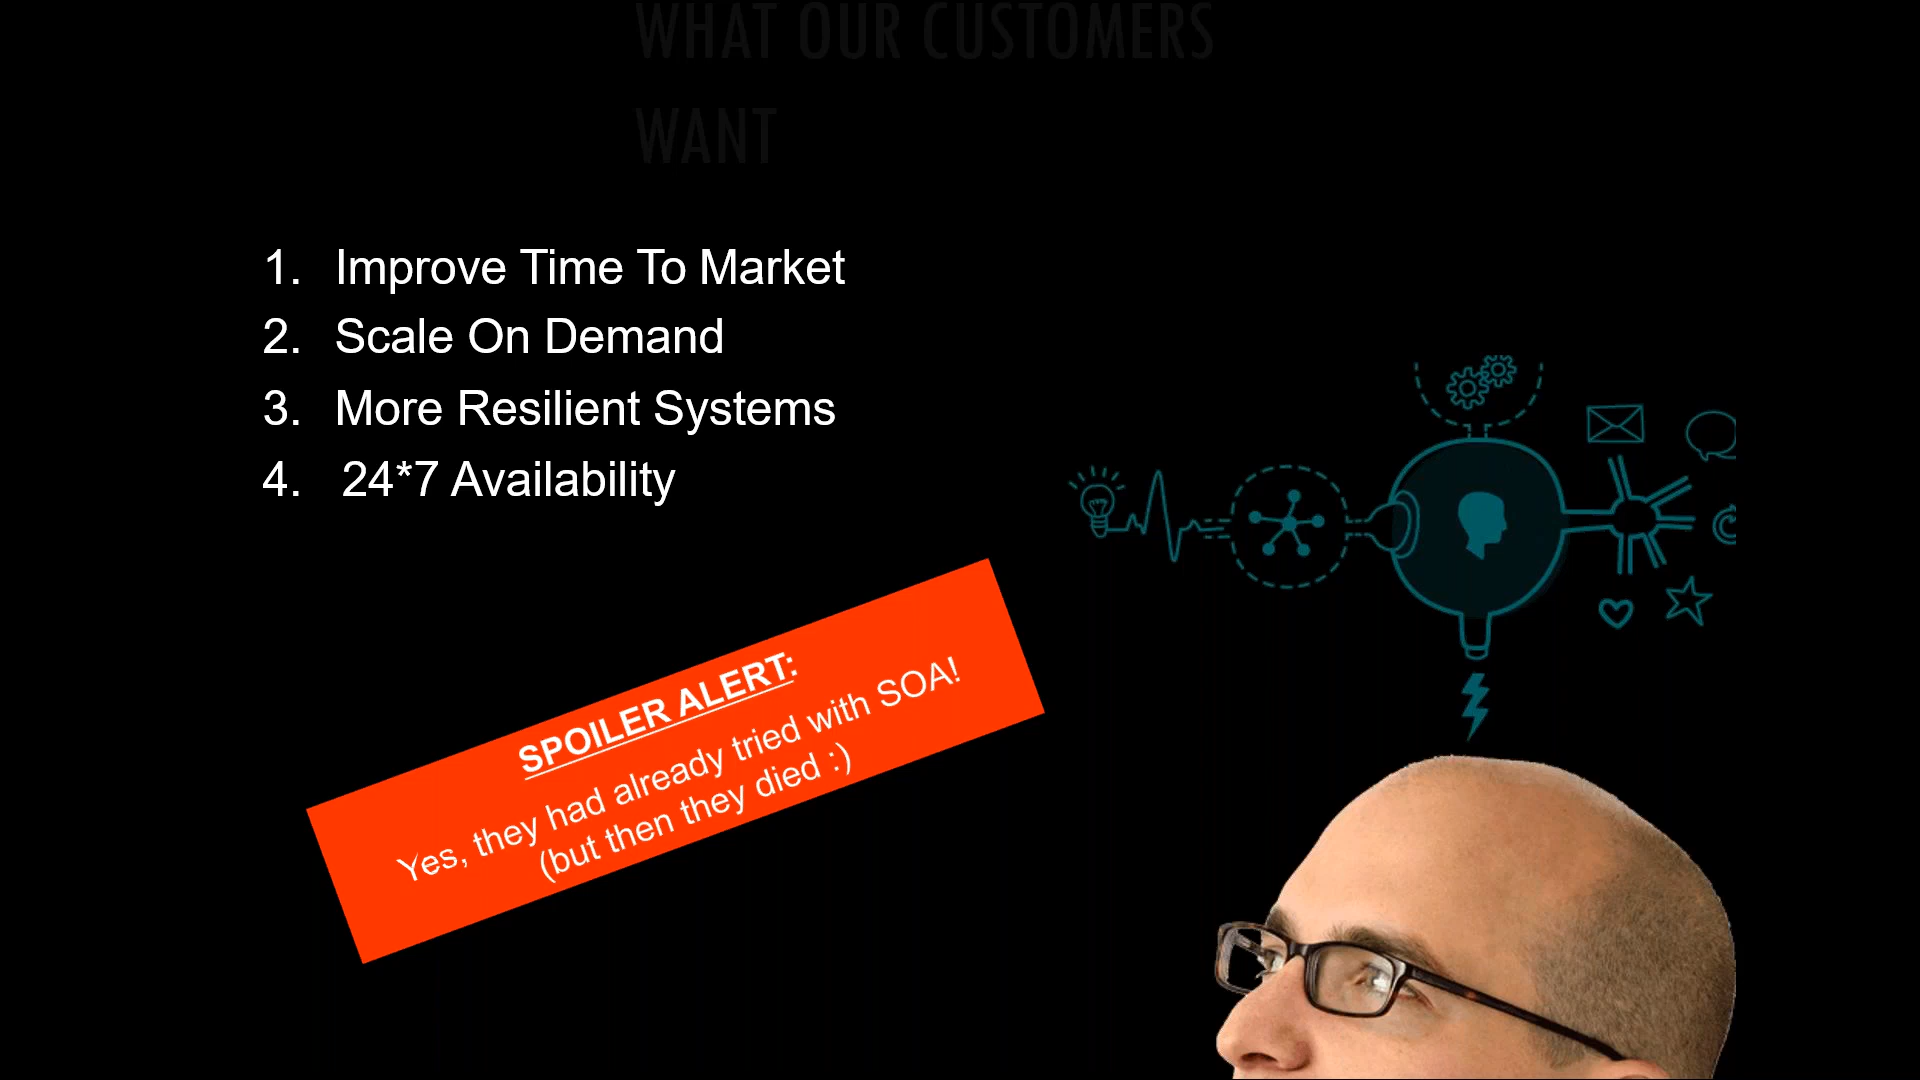 WHAT OUR CUSTOMERS
WANT
1. Improve Time To Market
2. Scale On Demand
3. More Resilient Systems
4. 24*7 Availability
SPOILER ALERT:
Yes, they had already tried with SOA!
(but then they died :)